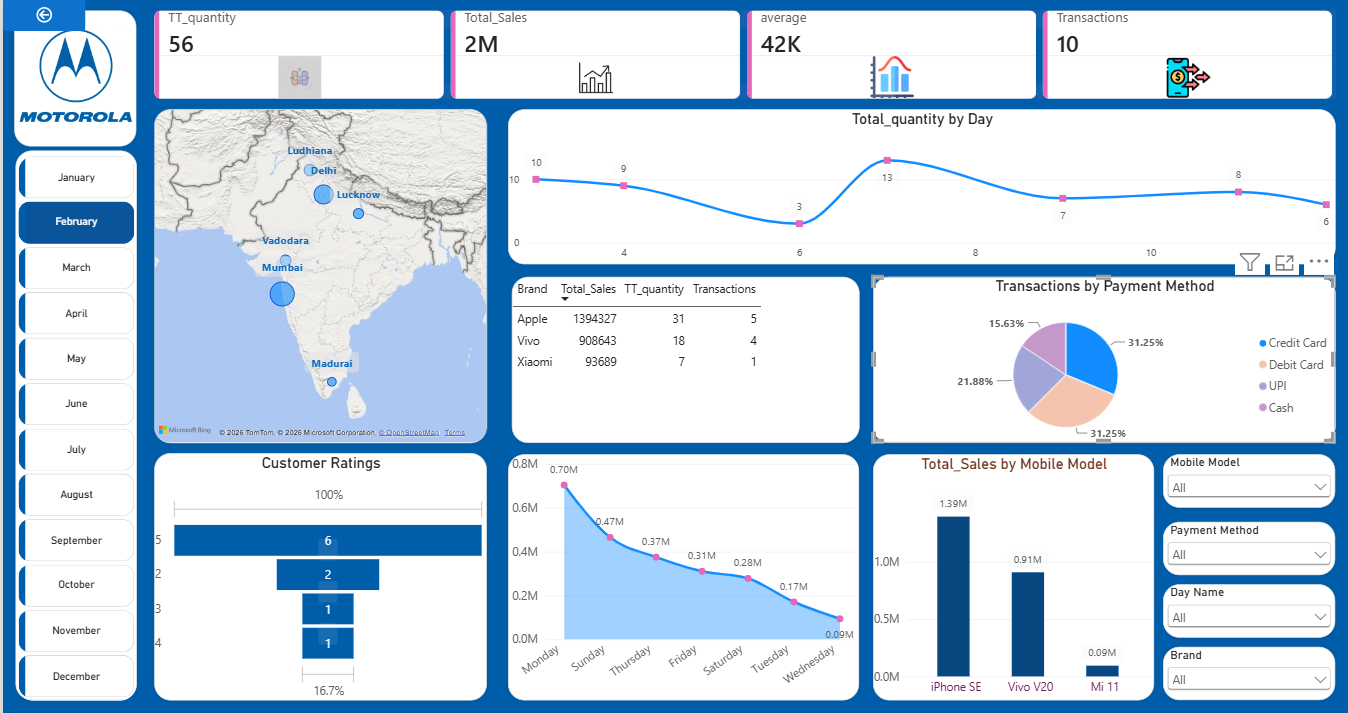 MOTOROLA
TT_quantity
56
Total_Sales
2M
average
42K
Transactions
10
January
February
March
April
May
June
July
August
September
October
November
December
Ludhiana
Delhi
Lucknow
Vadodara
Mumbai
Madurai
Microsoft Bing
© 2026 TomTom, © 2026 Microsoft Corporation, © OpenStreetMap Terms
Total_quantity by Day
10
0
10
9
3
13
7
8
6
4 6 8 10
Brand Total_Sales TT_quantity Transactions
Apple 1394327 31 5
Vivo 908643 18 4
Xiaomi 93689 7 1
Transactions by Payment Method
15.63%
31.25%
21.88%
31.25%
Credit Card
Debit Card
UPI
Cash
Customer Ratings
100%
5 6
2 2
3 1
4 1
16.7%
0.8M
0.6M
0.4M
0.2M
0.0M
0.70M
0.47M
0.37M
0.31M
0.28M
0.17M
0.09M
Monday Sunday Thursday Friday Saturday Tuesday Wednesday
Total_Sales by Mobile Model
1.0M
0.5M
0.0M
1.39M
0.91M
0.09M
iPhone SE Vivo V20 Mi 11
Mobile Model
All
Payment Method
All
Day Name
All
Brand
All